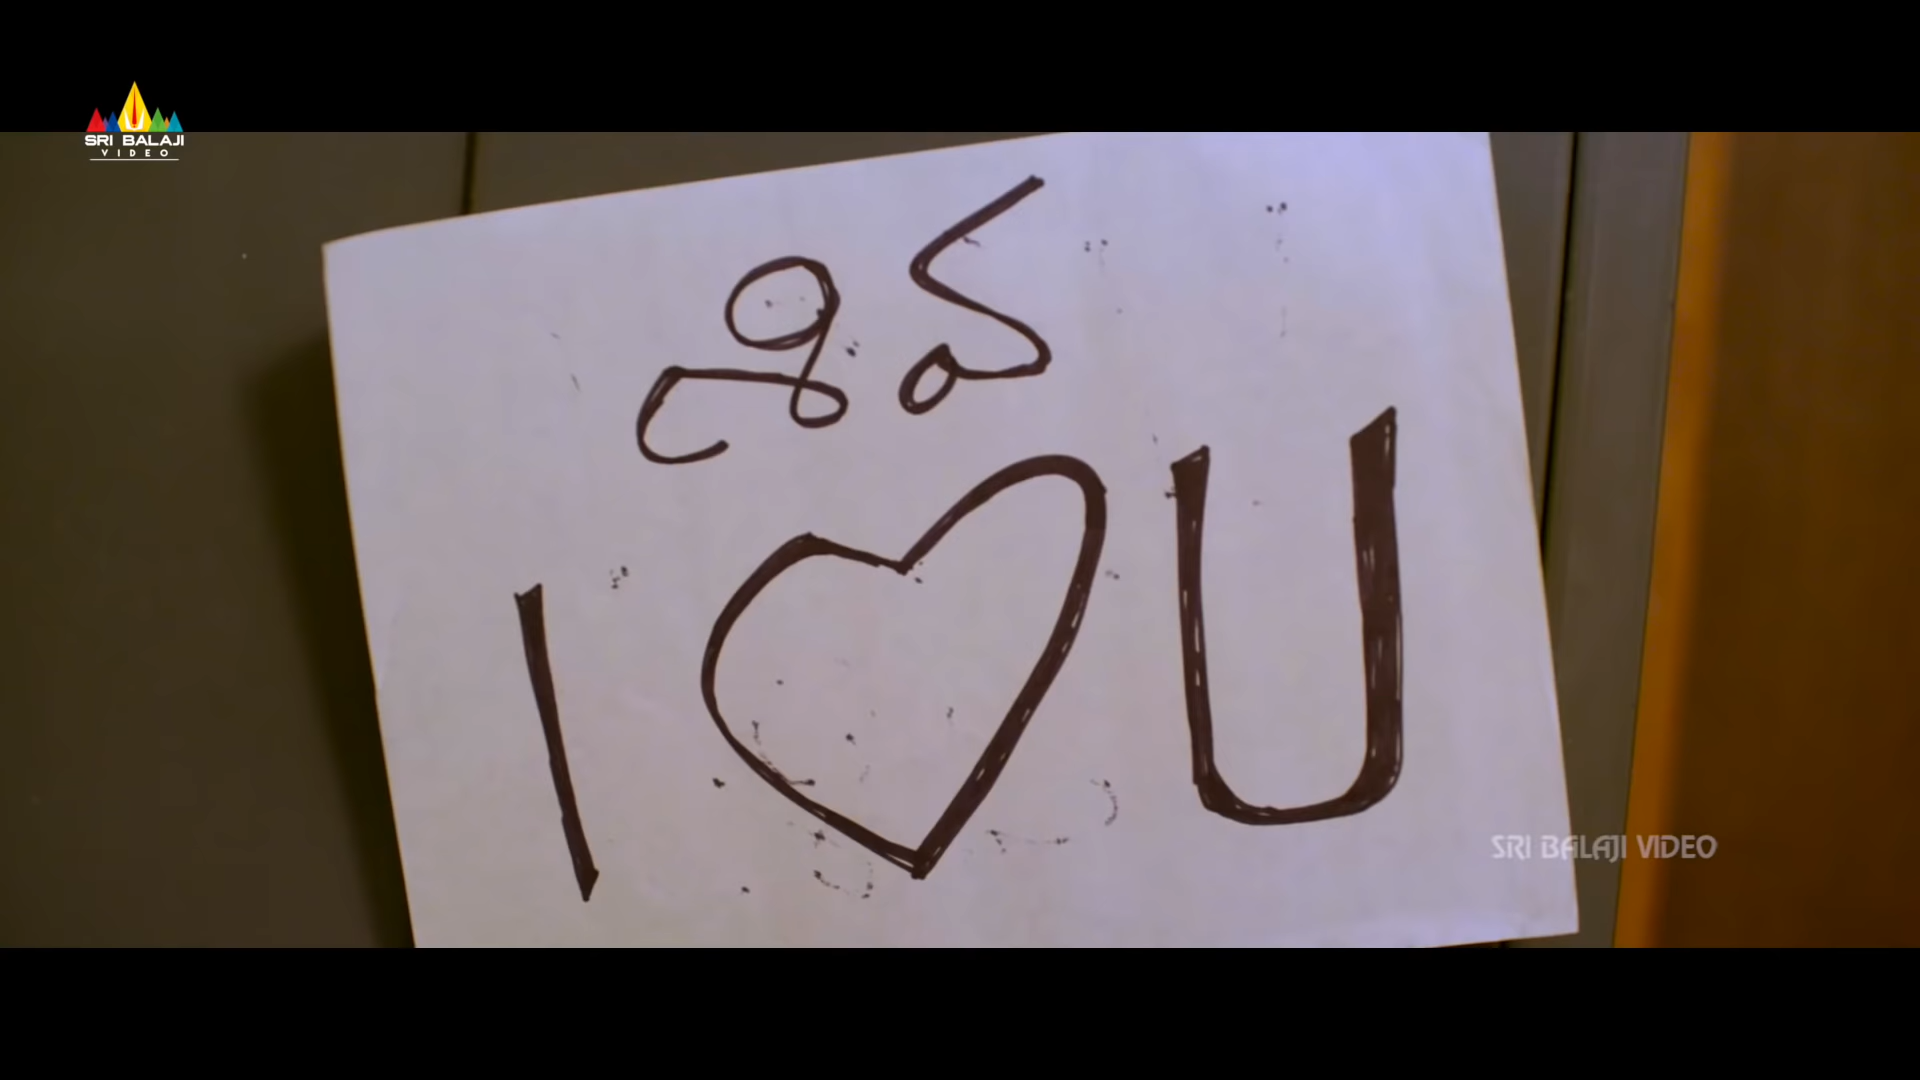 SRI BALAJI
VIDEO
శివ
I ♥ U
SRI BALAJI VIDEO